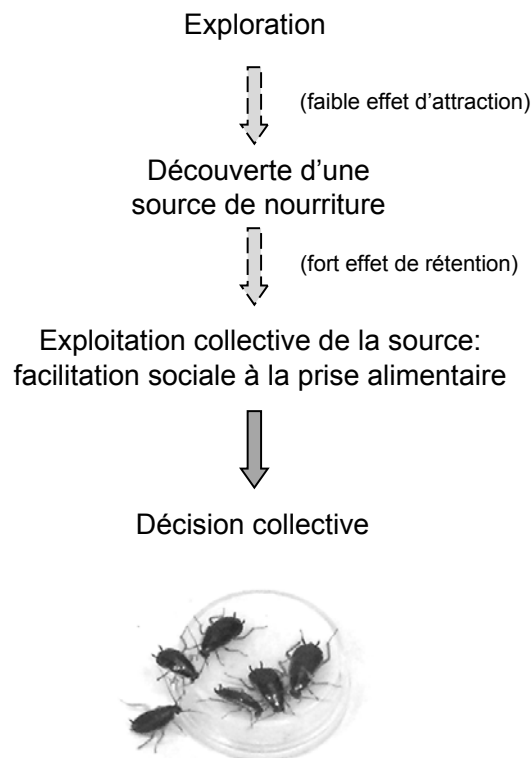 Exploration
(faible effet d'attraction)
Découverte d'une
source de nourriture
(fort effet de rétention)
Exploitation collective de la source:
facilitation sociale à la prise alimentaire
Décision collective